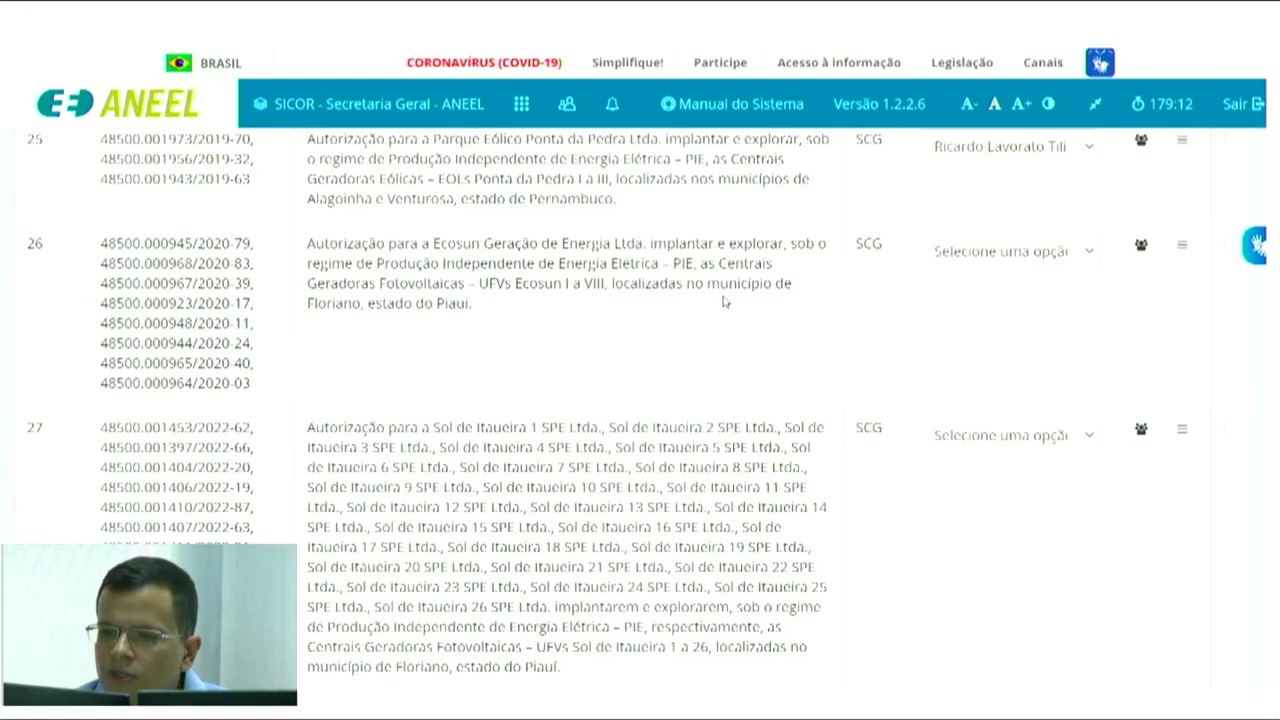 BRASIL
CORONAVÍRUS (COVID-19)
Simplifique!
Participe
Acesso à informação
Legislação
Canais
ANEEL
SICOR - Secretaria Geral - ANEEL
Manual do Sistema
Versão 1.2.2.6
A-
A
A+
179:12
Sair
25
48500.001973/2019-70,
48500.001956/2019-32,
48500.001943/2019-63
Autorização para a Parque Eólico Ponta da Pedra Ltda. implantar e explorar, sob
o regime de Produção Independente de Energia Elétrica – PIE, as Centrais
Geradoras Eólicas – EOLs Ponta da Pedra I a III, localizadas nos municípios de
Alagoinha e Venturosa, estado de Pernambuco.
SCG
Ricardo Lavorato Tili
26
48500.000945/2020-79,
48500.000968/2020-83,
48500.000967/2020-39,
48500.000923/2020-17,
48500.000948/2020-11,
48500.000944/2020-24,
48500.000965/2020-40,
48500.000964/2020-03
Autorização para a Ecosun Geração de Energia Ltda. implantar e explorar, sob o
regime de Produção Independente de Energia Elétrica – PIE, as Centrais
Geradoras Fotovoltaicas – UFVs Ecosun I a VIII, localizadas no município de
Floriano, estado do Piauí.
SCG
Selecione uma opçã
27
48500.001453/2022-62,
48500.001397/2022-66,
48500.001404/2022-20,
48500.001406/2022-19,
48500.001410/2022-87,
48500.001407/2022-63,
Autorização para a Sol de Itaueira 1 SPE Ltda., Sol de Itaueira 2 SPE Ltda., Sol de
Itaueira 3 SPE Ltda., Sol de Itaueira 4 SPE Ltda., Sol de Itaueira 5 SPE Ltda., Sol
de Itaueira 6 SPE Ltda., Sol de Itaueira 7 SPE Ltda., Sol de Itaueira 8 SPE Ltda.,
Sol de Itaueira 9 SPE Ltda., Sol de Itaueira 10 SPE Ltda., Sol de Itaueira 11 SPE
Ltda., Sol de Itaueira 12 SPE Ltda., Sol de Itaueira 13 SPE Ltda., Sol de Itaueira 14
SPE Ltda., Sol de Itaueira 15 SPE Ltda., Sol de Itaueira 16 SPE Ltda., Sol de
Itaueira 17 SPE Ltda., Sol de Itaueira 18 SPE Ltda., Sol de Itaueira 19 SPE Ltda.,
Sol de Itaueira 20 SPE Ltda., Sol de Itaueira 21 SPE Ltda., Sol de Itaueira 22 SPE
Ltda., Sol de Itaueira 23 SPE Ltda., Sol de Itaueira 24 SPE Ltda., Sol de Itaueira 25
SPE Ltda., Sol de Itaueira 26 SPE Ltda. implantarem e explorarem, sob o regime
de Produção Independente de Energia Elétrica – PIE, respectivamente, as
Centrais Geradoras Fotovoltaicas – UFVs Sol de Itaueira 1 a 26, localizadas no
município de Floriano, estado do Piauí.
SCG
Selecione uma opçã